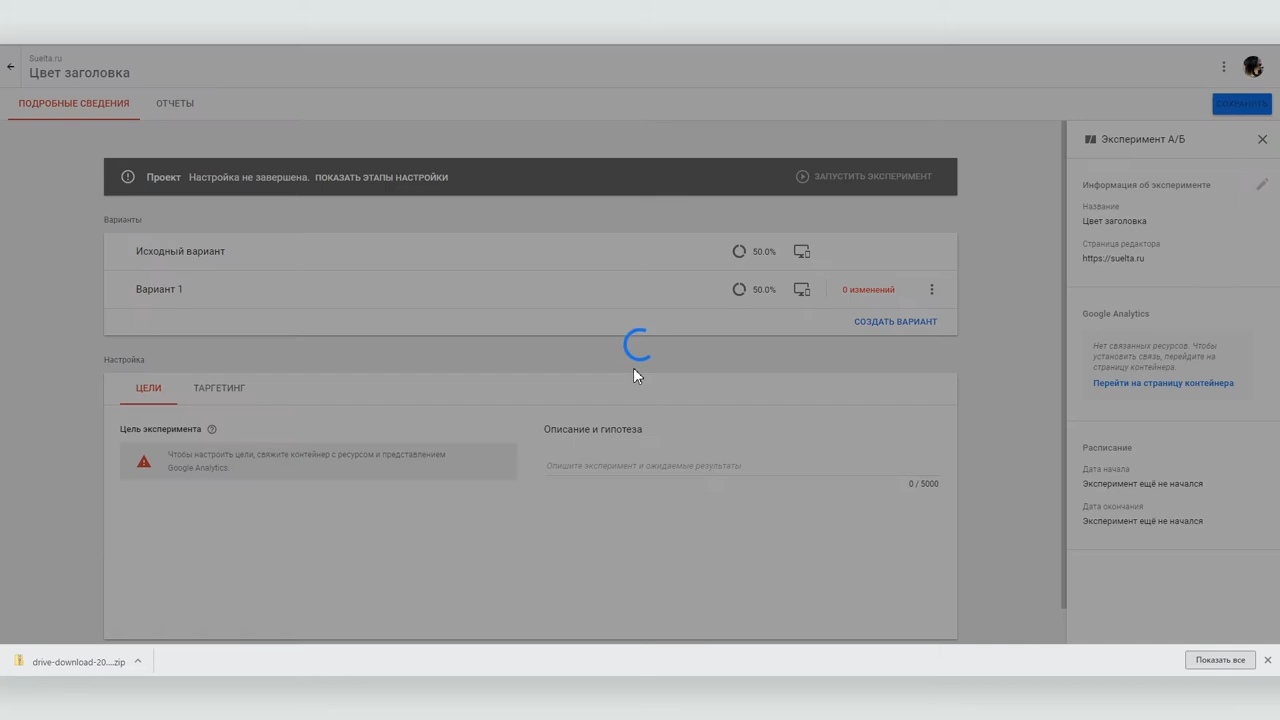 Suelta.ru
Цвет заголовка
ПОДРОБНЫЕ СВЕДЕНИЯ
ОТЧЕТЫ
СОХРАНИТЬ
Проект Настройка не завершена. ПОКАЗАТЬ ЭТАПЫ НАСТРОЙКИ
ЗАПУСТИТЬ ЭКСПЕРИМЕНТ
Варианты
Исходный вариант
50.0%
Вариант 1
50.0%
0 изменений
СОЗДАТЬ ВАРИАНТ
Настройка
ЦЕЛИ
ТАРГЕТИНГ
Цель эксперимента
Чтобы настроить цели, свяжите контейнер с ресурсом и представлением
Google Analytics.
Описание и гипотеза
Опишите эксперимент и ожидаемые результаты
0 / 5000
Эксперимент А/Б
Информация об эксперименте
Название
Цвет заголовка
Страница редактора
https://suelta.ru
Google Analytics
Нет связанных ресурсов. Чтобы
установить связь, перейдите на
страницу контейнера.
Перейти на страницу контейнера
Расписание
Дата начала
Эксперимент ещё не начался
Дата окончания
Эксперимент ещё не начался
drive-download-20....zip
Показать все